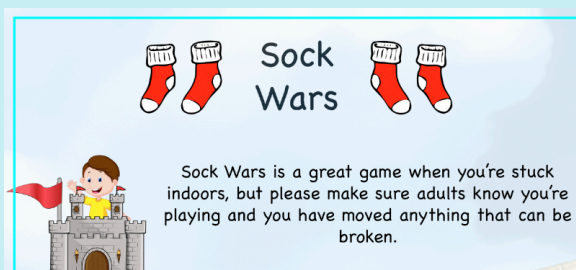 Sock
Wars
Sock Wars is a great game when you're stuck
indoors, but please make sure adults know you're
playing and you have moved anything that can be
broken.